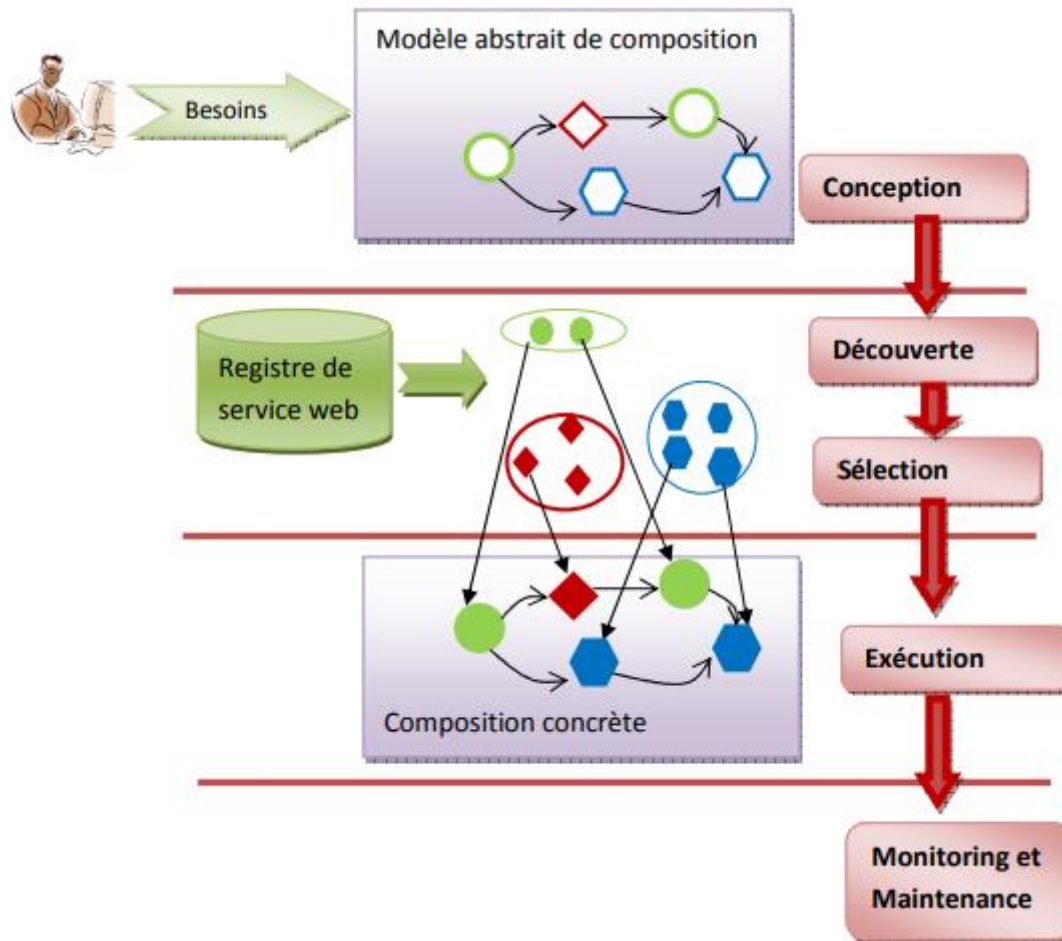 Modèle abstrait de composition
Besoins
Conception
Registre de
service web
Découverte
Sélection
Exécution
Composition concrète
Monitoring et
Maintenance